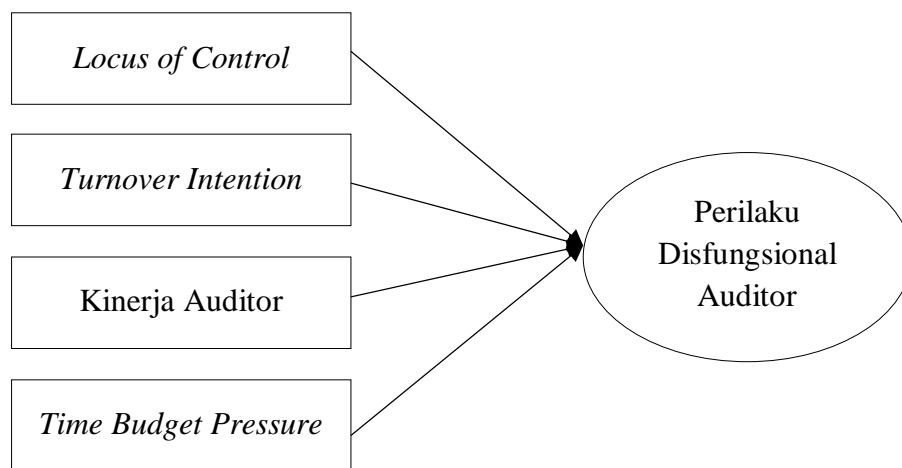 Locus of Control
Turnover Intention
Kinerja Auditor
Time Budget Pressure
Perilaku
Disfungsional
Auditor